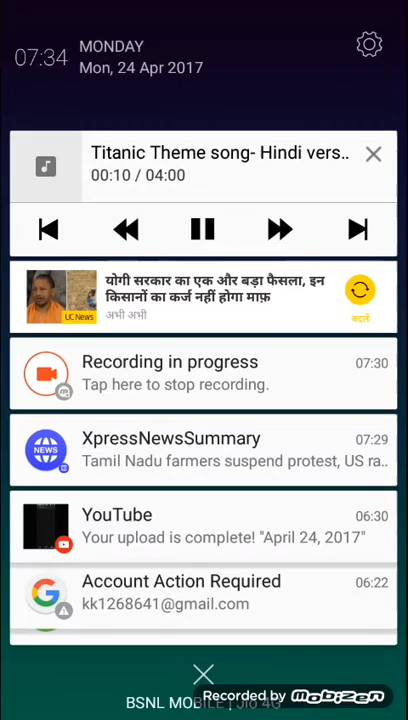 07:34
MONDAY
Mon, 24 Apr 2017
Titanic Theme song- Hindi vers..
00:10 / 04:00
योगी सरकार का एक और बड़ा फैसला, इन
किसानों का कर्ज नहीं होगा माफ़
अभी अभी
UC News
बदलें
Recording in progress 07:30
Tap here to stop recording.
NEWS
XpressNewsSummary 07:29
Tamil Nadu farmers suspend protest, US ra..
YouTube 06:30
Your upload is complete! "April 24, 2017"
Account Action Required 06:22
kk1268641@gmail.com
BSNL MOBILE | Jio 4G
Recorded by MOBIZEN